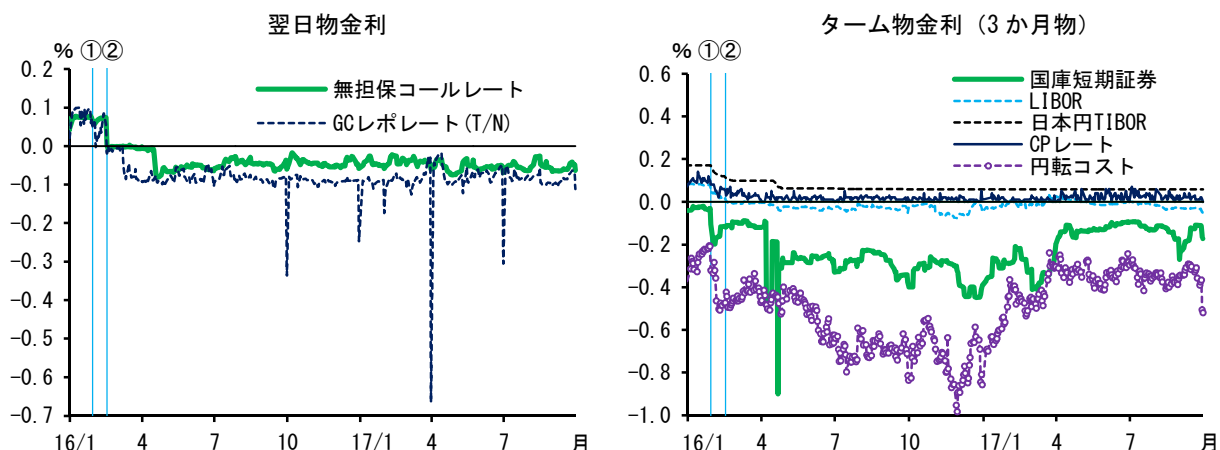 翌日物金利
% ①②
0.2
0.1
0.0
-0.1
-0.2
-0.3
-0.4
-0.5
-0.6
-0.7
無担保コールレート
GCレポレート(T/N)
16/1 4 7 10 17/1 4 7 月
ターム物金利（3か月物）
% ①②
0.6
0.4
0.2
0.0
-0.2
-0.4
-0.6
-0.8
-1.0
国庫短期証券
LIBOR
日本円TIBOR
CPレート
円転コスト
16/1 4 7 10 17/1 4 7 月